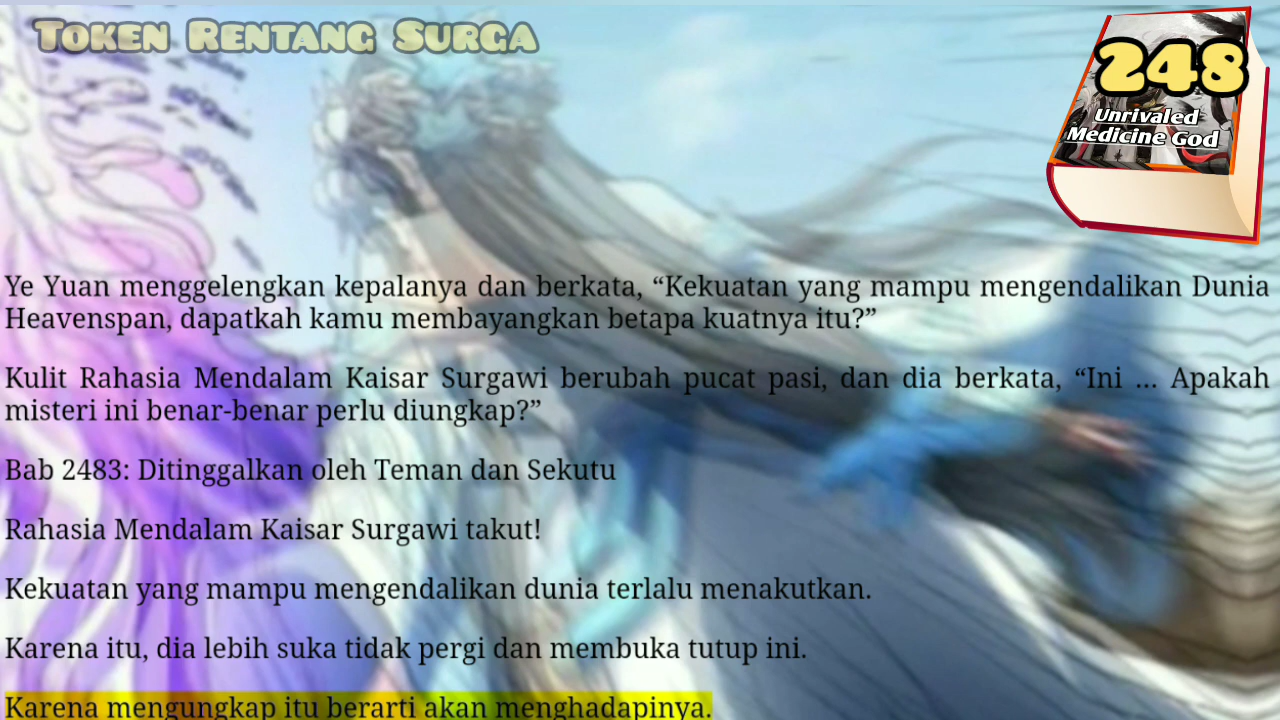 Token Rentang Surga
248
Unrivaled
Medicine God
Ye Yuan menggelengkan kepalanya dan berkata, “Kekuatan yang mampu mengendalikan Dunia
Heavenspan, dapatkah kamu membayangkan betapa kuatnya itu?”
Kulit Rahasia Mendalam Kaisar Surgawi berubah pucat pasi, dan dia berkata, “Ini … Apakah
misteri ini benar-benar perlu diungkap?”
Bab 2483: Ditinggalkan oleh Teman dan Sekutu
Rahasia Mendalam Kaisar Surgawi takut!
Kekuatan yang mampu mengendalikan dunia terlalu menakutkan.
Karena itu, dia lebih suka tidak pergi dan membuka tutup ini.
Karena mengungkap itu berarti akan menghadapinya.